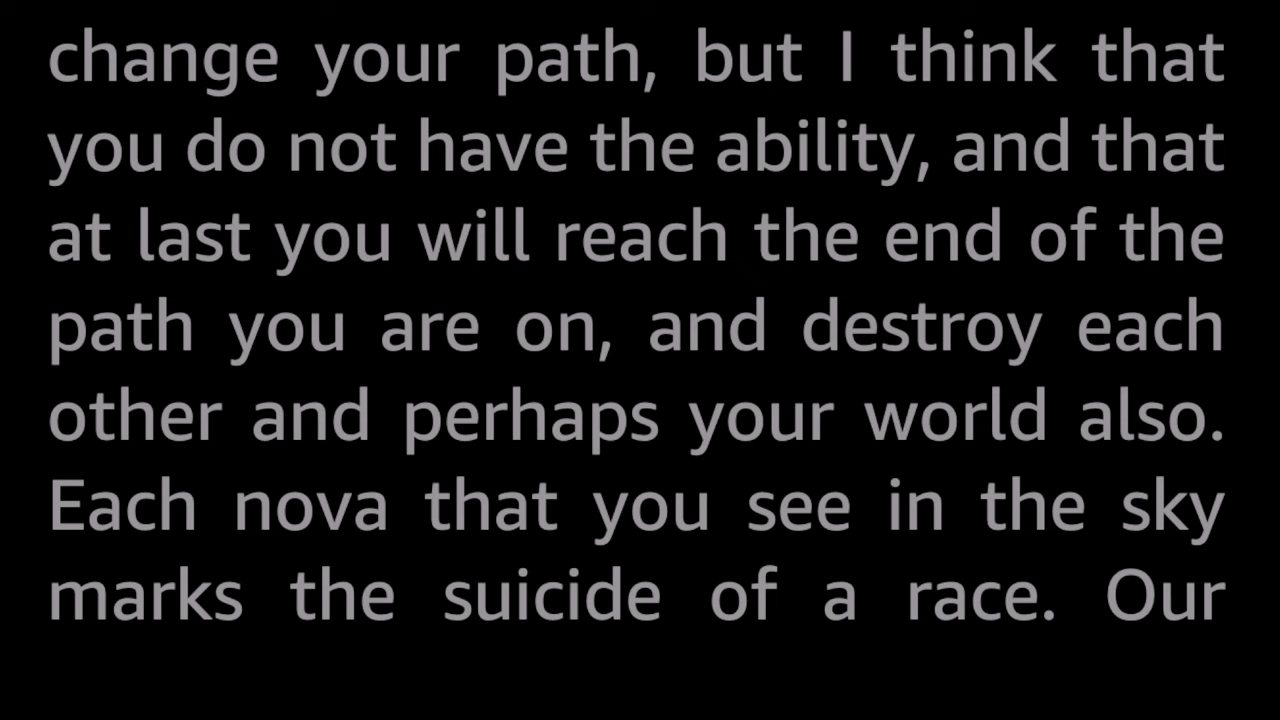 change your path, but I think that
you do not have the ability, and that
at last you will reach the end of the
path you are on, and destroy each
other and perhaps your world also.
Each nova that you see in the sky
marks the suicide of a race. Our